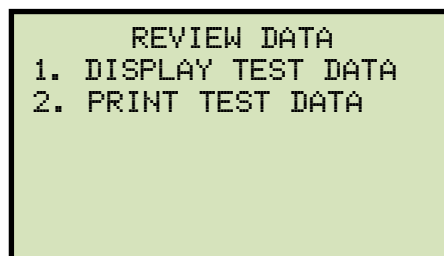 REVIEW DATA
1. DISPLAY TEST DATA
2. PRINT TEST DATA